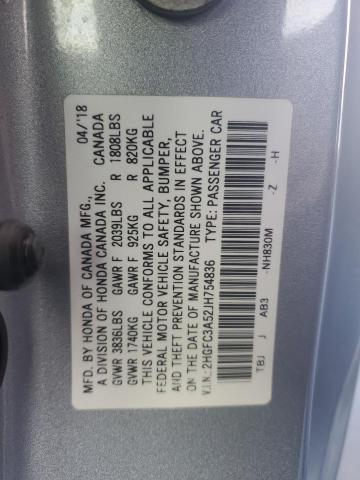 MFD. BY HONDA OF CANADA MFG., 04/'18
A DIVISION OF HONDA CANADA INC. CANADA
GVWR 3836LBS GAWR F 2039LBS R 1808LBS
GVWR 1740KG GAWR F 925KG R 820KG
THIS VEHICLE CONFORMS TO ALL APPLICABLE
FEDERAL MOTOR VEHICLE SAFETY, BUMPER,
AND THEFT PREVENTION STANDARDS IN EFFECT
ON THE DATE OF MANUFACTURE SHOWN ABOVE.
V.I.N.: 2HGFC3A52JH754836 TYPE: PASSENGER CAR
TBJ J AB3 -NH830M -Z -H